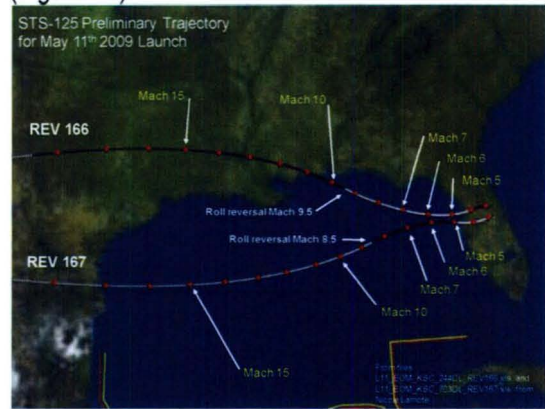 STS-125 Preliminary Trajectory
for May 11th 2009 Launch
Mach 15
Mach 10
REV 166
Mach 7
Mach 6
Mach 5
Roll reversal Mach 9.5
Roll reversal Mach 8.5
REV 167
Mach 5
Mach 6
Mach 7
Mach 10
Mach 15